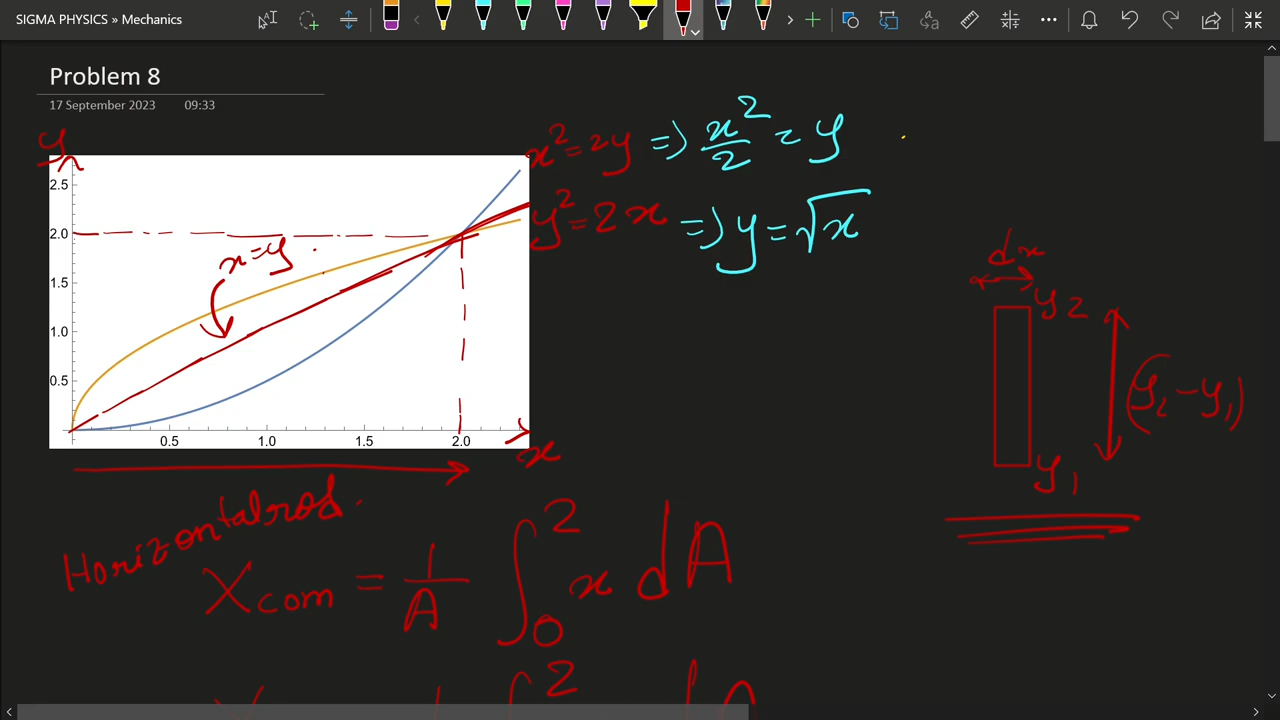 SIGMA PHYSICS » Mechanics
Problem 8
17 September 2023 09:33
y
x² = 2y ⇒ x²/2 = y
y² = 2x ⇒ y = √x
2.5
2.0
x=y
1.5
1.0
0.5
0.5 1.0 1.5 2.0
x
dx
y2
(y₂ - y₁)
y₁
Horizontal rod.
Xcom = 1/A ∫₀² x dA